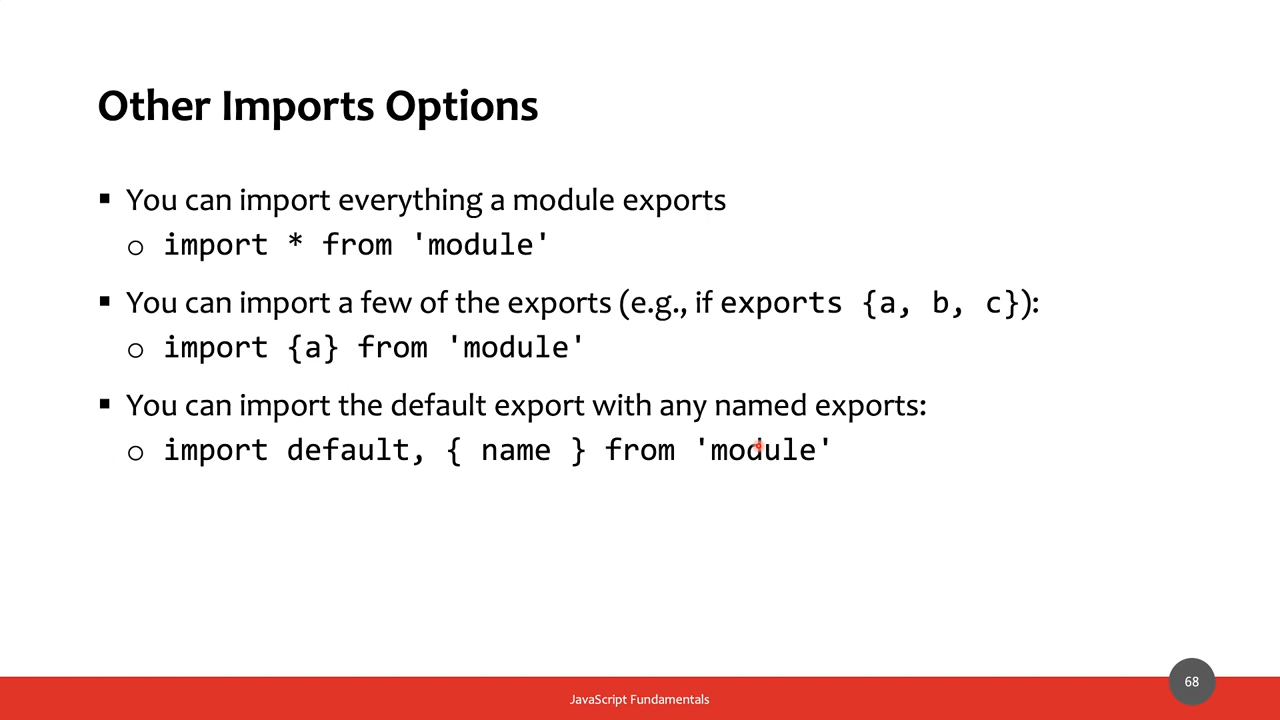 Other Imports Options
▪ You can import everything a module exports
o import * from 'module'
▪ You can import a few of the exports (e.g., if exports {a, b, c}):
o import {a} from 'module'
▪ You can import the default export with any named exports:
o import default, { name } from 'module'
68
JavaScript Fundamentals